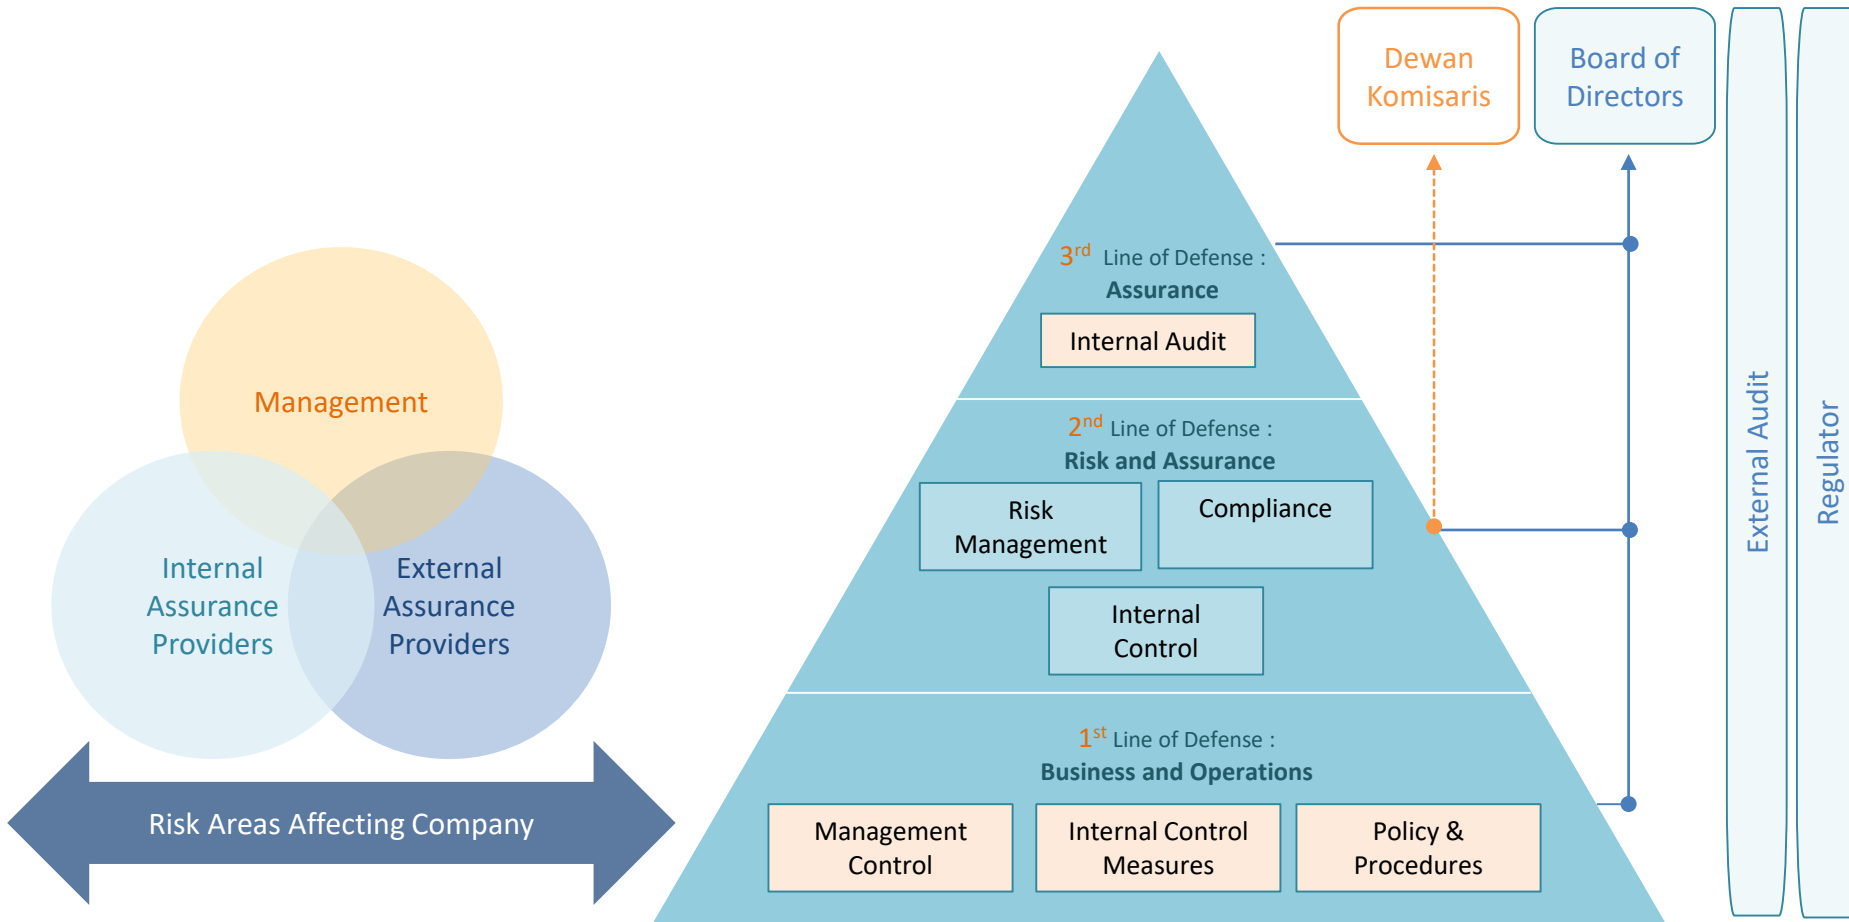 Management
Internal
Assurance
Providers
External
Assurance
Providers
Risk Areas Affecting Company
3rd Line of Defense :
Assurance
Internal Audit
2nd Line of Defense :
Risk and Assurance
Risk
Management
Compliance
Internal
Control
1st Line of Defense :
Business and Operations
Management
Control
Internal Control
Measures
Policy &
Procedures
Dewan
Komisaris
Board of
Directors
External Audit
Regulator